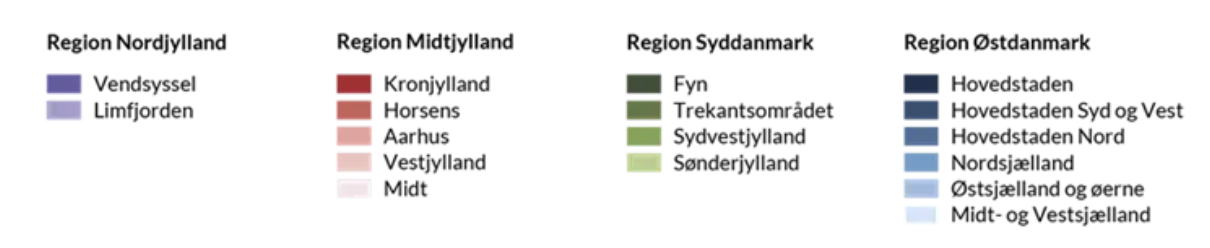 Region Nordjylland
Vendsyssel
Limfjorden
Region Midtjylland
Kronjylland
Horsens
Aarhus
Vestjylland
Midt
Region Syddanmark
Fyn
Trekantsområdet
Sydvestjylland
Sønderjylland
Region Østdanmark
Hovedstaden
Hovedstaden Syd og Vest
Hovedstaden Nord
Nordsjælland
Østsjælland og øerne
Midt- og Vestsjælland